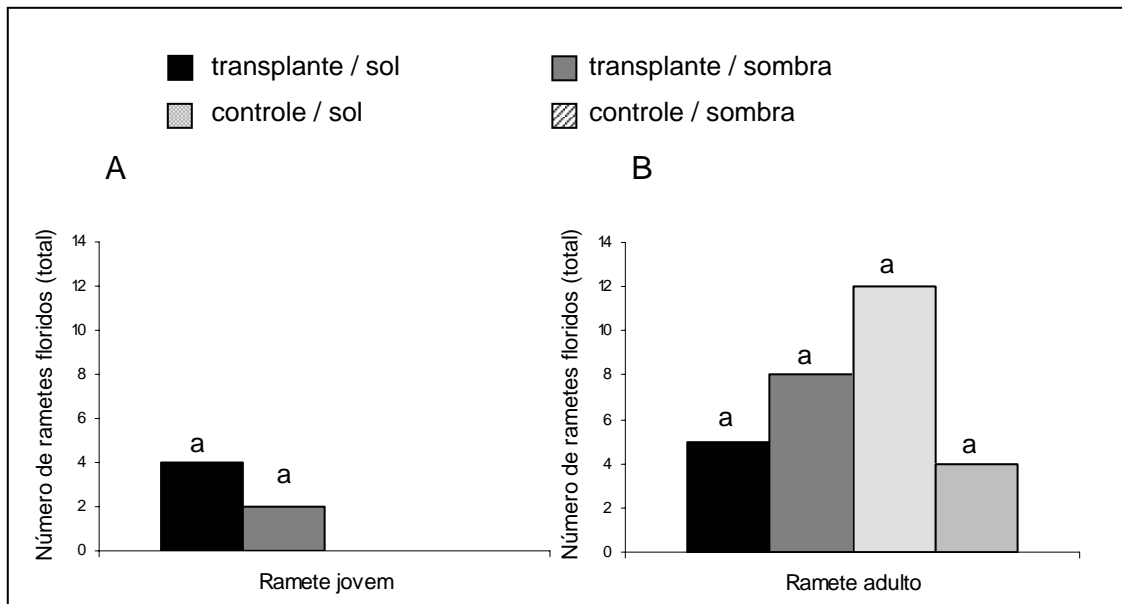 transplante / sol
transplante / sombra
controle / sol
controle / sombra
A
B
Número de rametes floridos (total)
14
12
10
8
6
4
2
0
a
a
Ramete jovem
Número de rametes floridos (total)
14
12
10
8
6
4
2
0
a
a
a
a
Ramete adulto